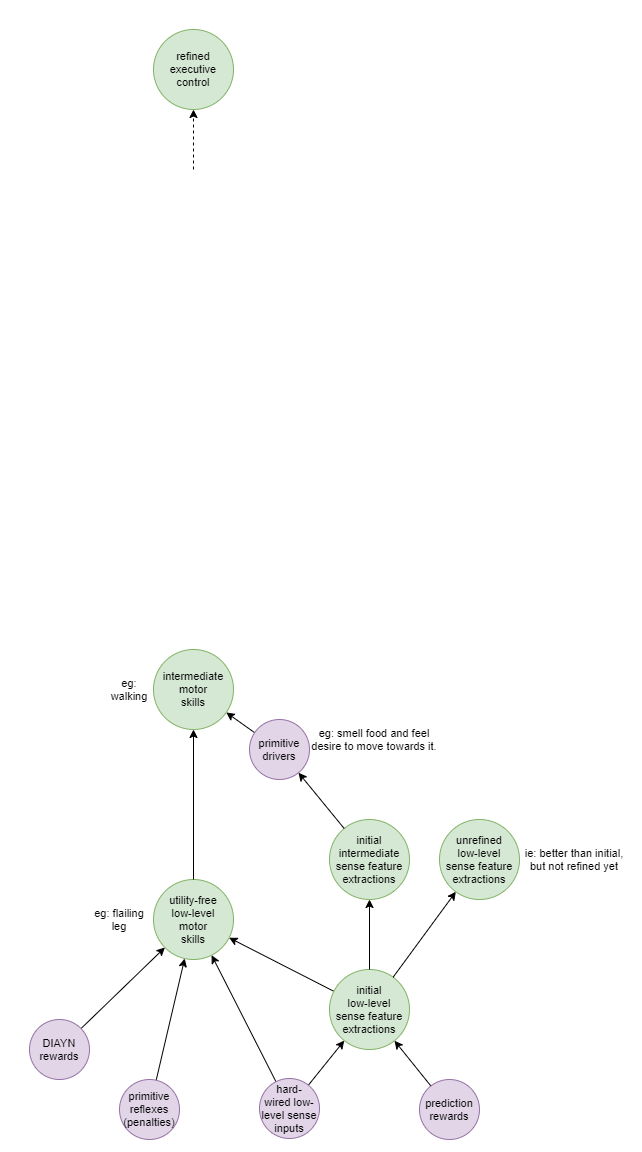 refined
executive
control
intermediate
motor
skills
eg:
walking
primitive
drivers
eg: smell food and feel
desire to move towards it.
initial
intermediate
sense feature
extractions
unrefined
low-level
sense feature
extractions
ie: better than initial,
but not refined yet
utility-free
low-level
motor
skills
eg: flailing
leg
initial
low-level
sense feature
extractions
DIAYN
rewards
primitive
reflexes
(penalties)
hard-
wired low-
level sense
inputs
prediction
rewards